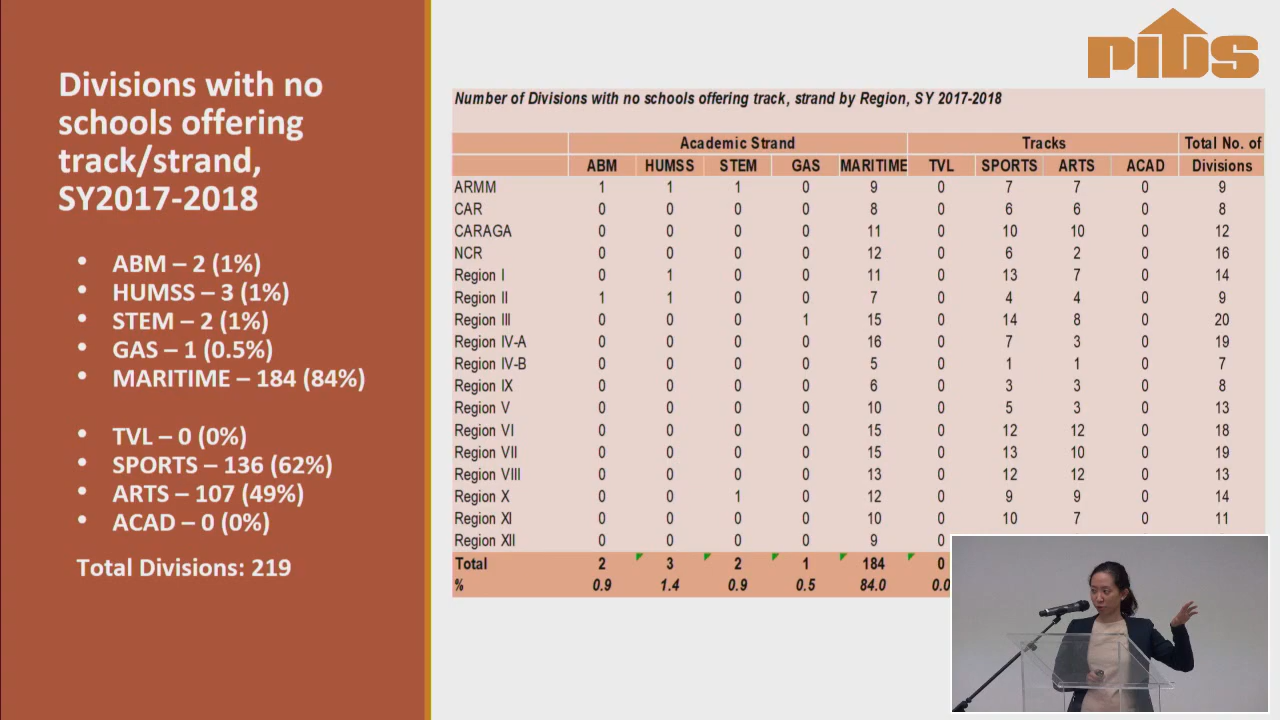 Divisions with no
schools offering
track/strand,
SY2017-2018
• ABM – 2 (1%)
• HUMSS – 3 (1%)
• STEM – 2 (1%)
• GAS – 1 (0.5%)
• MARITIME – 184 (84%)
• TVL – 0 (0%)
• SPORTS – 136 (62%)
• ARTS – 107 (49%)
• ACAD – 0 (0%)
Total Divisions: 219
PIDS
Number of Divisions with no schools offering track, strand by Region, SY 2017-2018
Academic Strand Tracks Total No. of
ABM HUMSS STEM GAS MARITIME TVL SPORTS ARTS ACAD Divisions
ARMM 1 1 1 0 9 0 7 7 0 9
CAR 0 0 0 0 8 0 6 6 0 8
CARAGA 0 0 0 0 11 0 10 10 0 12
NCR 0 0 0 0 12 0 6 2 0 16
Region I 0 1 0 0 11 0 13 7 0 14
Region II 1 1 0 0 7 0 4 4 0 9
Region III 0 0 0 1 15 0 14 8 0 20
Region IV-A 0 0 0 0 16 0 7 3 0 19
Region IV-B 0 0 0 0 5 0 1 1 0 7
Region IX 0 0 0 0 6 0 3 3 0 8
Region V 0 0 0 0 10 0 5 3 0 13
Region VI 0 0 0 0 15 0 12 12 0 18
Region VII 0 0 0 0 15 0 13 10 0 19
Region VIII 0 0 0 0 13 0 12 12 0 13
Region X 0 0 1 0 12 0 9 9 0 14
Region XI 0 0 0 0 10 0 10 7 0 11
Region XII 0 0 0 0 9 0
Total 2 3 2 1 184 0
% 0.9 1.4 0.9 0.5 84.0